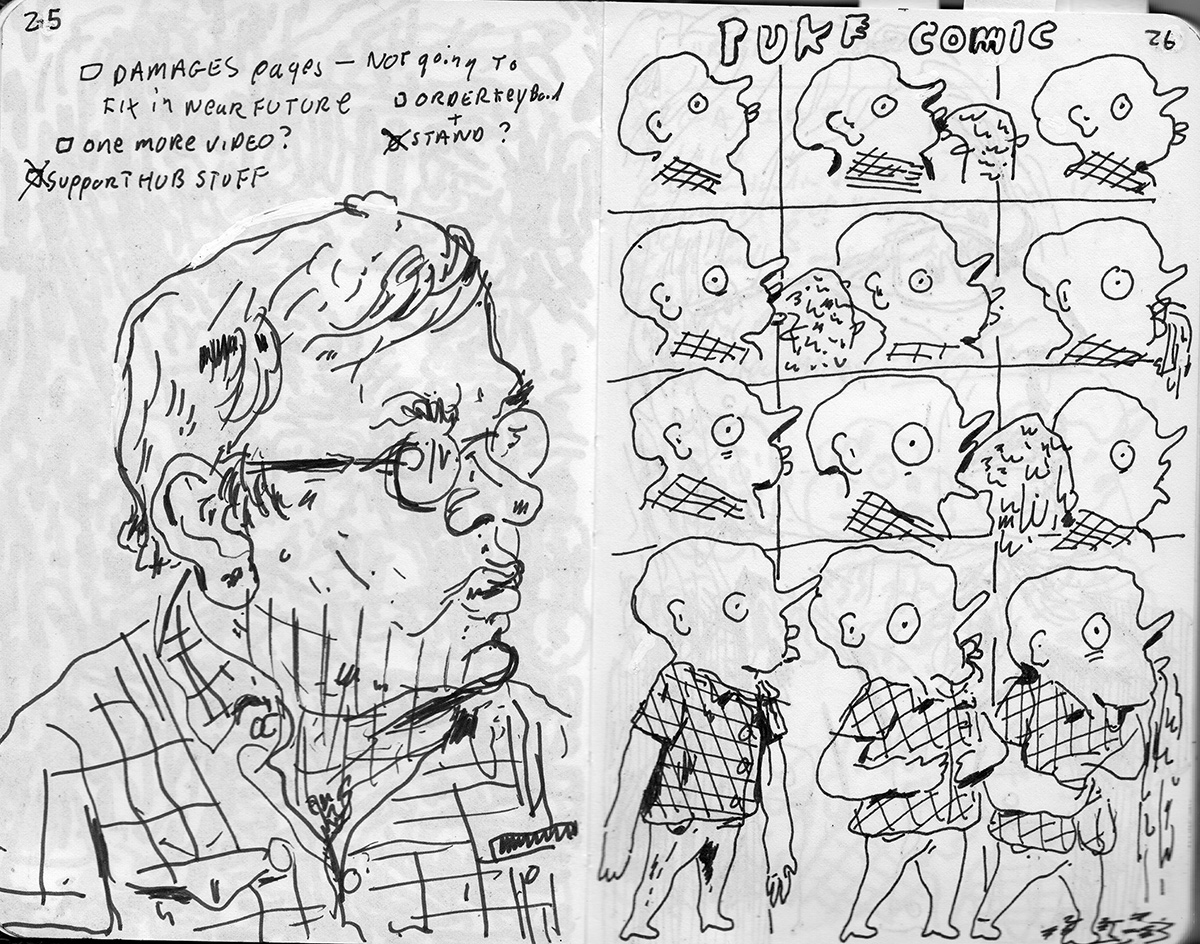 25
DAMAGES pages — NOT going to
FIX in NEAR FUTURE
ORDER KEYBOARD
+
STAND?
one more VIDEO?
SUPPORT HUB STUFF
PUKE COMIC
26